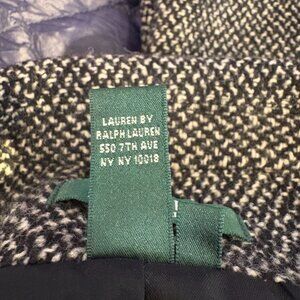 LAUREN BY
RALPH LAUREN
550 7TH AVE
NY NY 10018